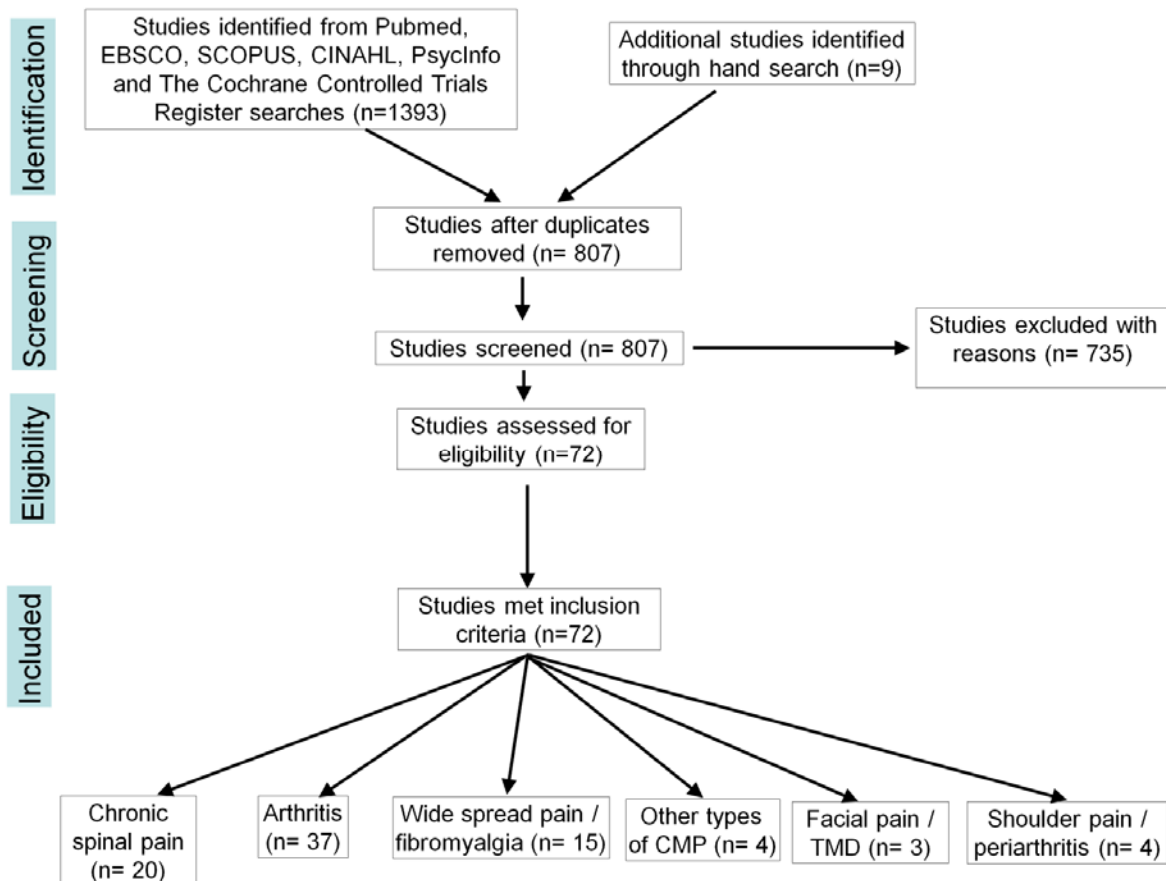 Identification
Studies identified from Pubmed,
EBSCO, SCOPUS, CINAHL, PsycInfo
and The Cochrane Controlled Trials
Register searches (n=1393)
Additional studies identified
through hand search (n=9)
Screening
Studies after duplicates
removed (n= 807)
Studies screened (n= 807)
Studies excluded with
reasons (n= 735)
Eligibility
Studies assessed for
eligibility (n=72)
Included
Studies met inclusion
criteria (n=72)
Chronic
spinal pain
(n= 20)
Arthritis
(n= 37)
Wide spread pain /
fibromyalgia (n= 15)
Other types
of CMP (n= 4)
Facial pain /
TMD (n= 3)
Shoulder pain /
periarthritis (n= 4)